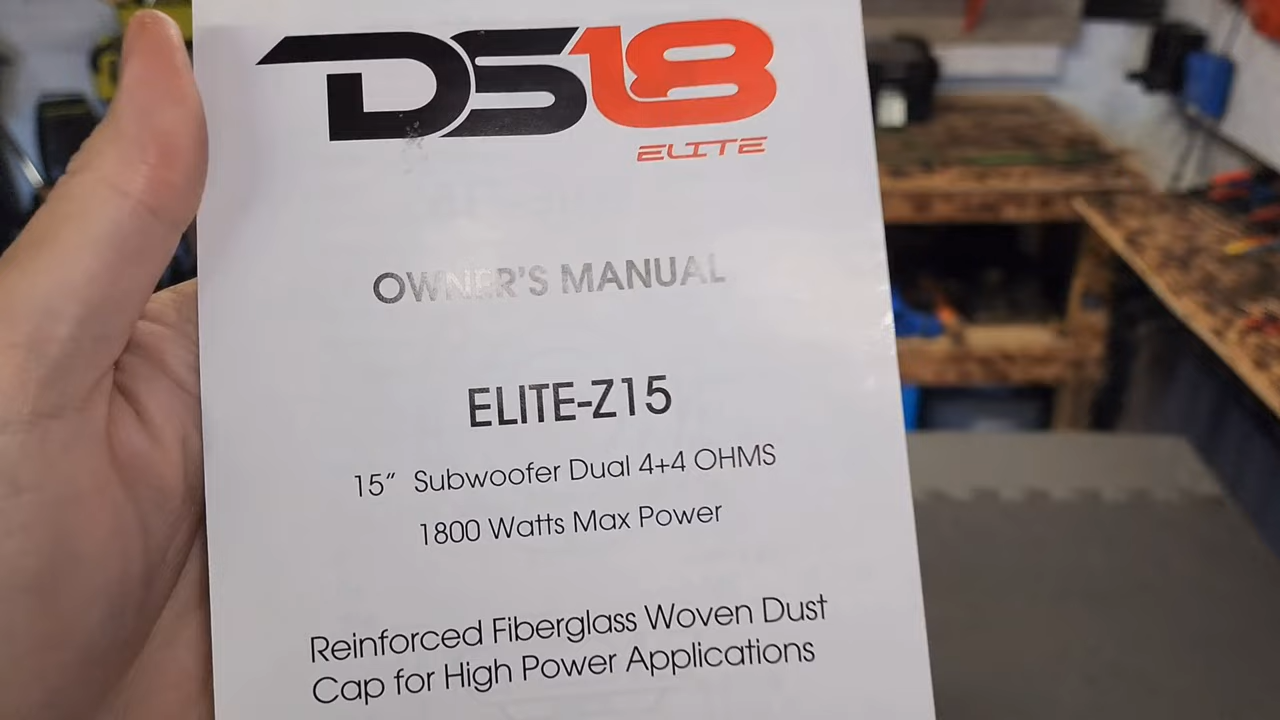 DS18
ELITE
OWNER'S MANUAL
ELITE-Z15
15" Subwoofer Dual 4+4 OHMS
1800 Watts Max Power
Reinforced Fiberglass Woven Dust
Cap for High Power Applications